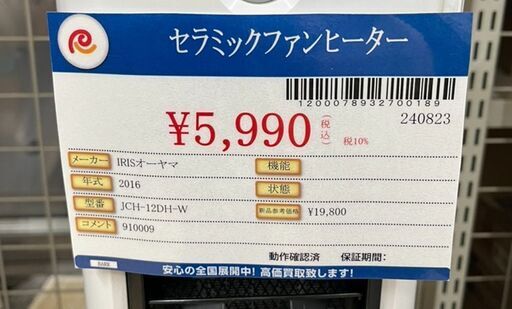 セラミックファンヒーター
1200078932700189
240823
¥5,990 (税込) 税10%
メーカー IRISオーヤマ 機能
年式 2016 状態
型番 JCH-12DH-W 新品参考価格 ¥19,800
コメント 910009
動作確認済 保証期間:
BARR 安心の全国展開中! 高価買取致します!